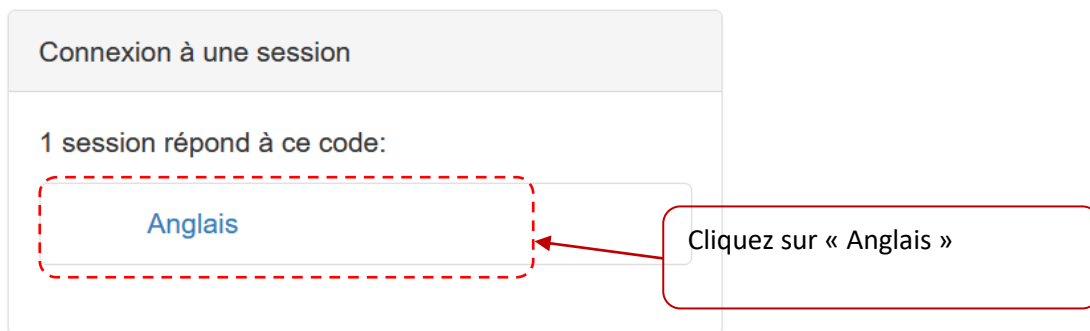 Connexion à une session
1 session répond à ce code:
Anglais
Cliquez sur « Anglais »